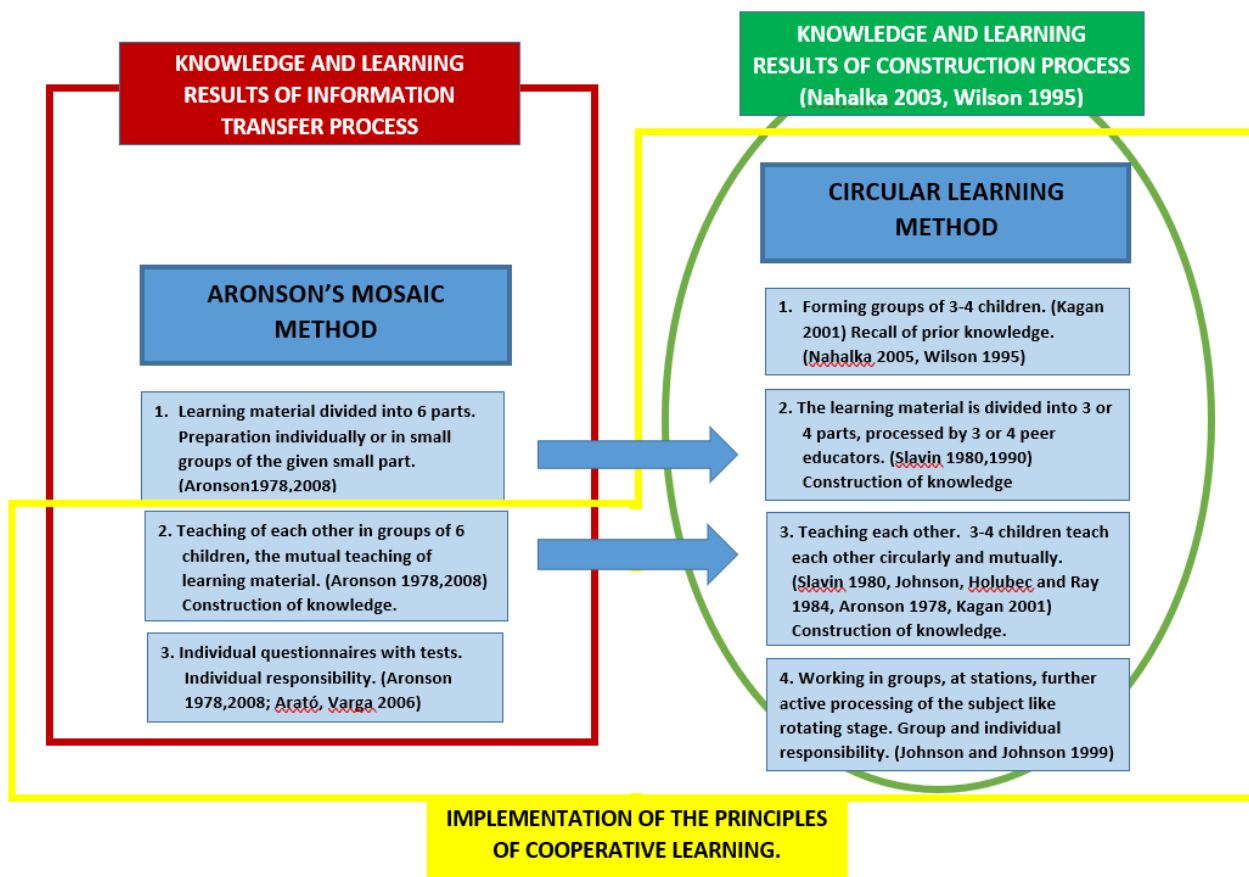 KNOWLEDGE AND LEARNING
RESULTS OF INFORMATION
TRANSFER PROCESS
ARONSON'S MOSAIC
METHOD
1. Learning material divided into 6 parts.
Preparation individually or in small
groups of the given small part.
(Aronson1978,2008)
2. Teaching of each other in groups of 6
children, the mutual teaching of
learning material. (Aronson 1978,2008)
Construction of knowledge.
3. Individual questionnaires with tests.
Individual responsibility. (Aronson
1978,2008; Arató, Varga 2006)
KNOWLEDGE AND LEARNING
RESULTS OF CONSTRUCTION PROCESS
(Nahalka 2003, Wilson 1995)
CIRCULAR LEARNING
METHOD
1. Forming groups of 3-4 children. (Kagan
2001) Recall of prior knowledge.
(Nahalka 2005, Wilson 1995)
2. The learning material is divided into 3 or
4 parts, processed by 3 or 4 peer
educators. (Slavin 1980,1990)
Construction of knowledge
3. Teaching each other. 3-4 children teach
each other circularly and mutually.
(Slavin 1980, Johnson, Holubec and Ray
1984, Aronson 1978, Kagan 2001)
Construction of knowledge.
4. Working in groups, at stations, further
active processing of the subject like
rotating stage. Group and individual
responsibility. (Johnson and Johnson 1999)
IMPLEMENTATION OF THE PRINCIPLES
OF COOPERATIVE LEARNING.